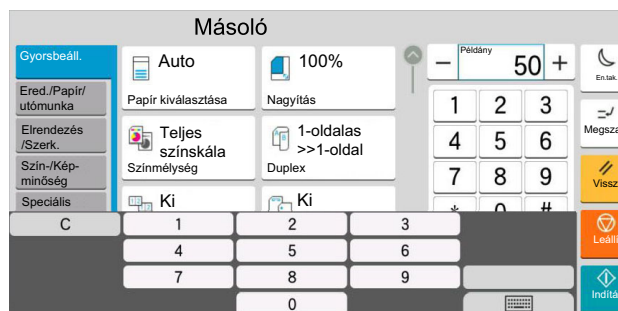 Másoló
Gyorsbeáll.
Ered./Papír/
utómunka
Elrendezés
/Szerk.
Szín-/Kép-
minőség
Speciális
Auto
Papír kiválasztása
100%
Nagyítás
Teljes
színskála
Színmélység
1-oldalas
>>1-oldal
Duplex
Ki
Ki
Példány
50
1 2 3
4 5 6
7 8 9
* 0 #
En.tak.
Megsza
Vissz
Leállí
Indítá
C 1 2 3
4 5 6
7 8 9
0